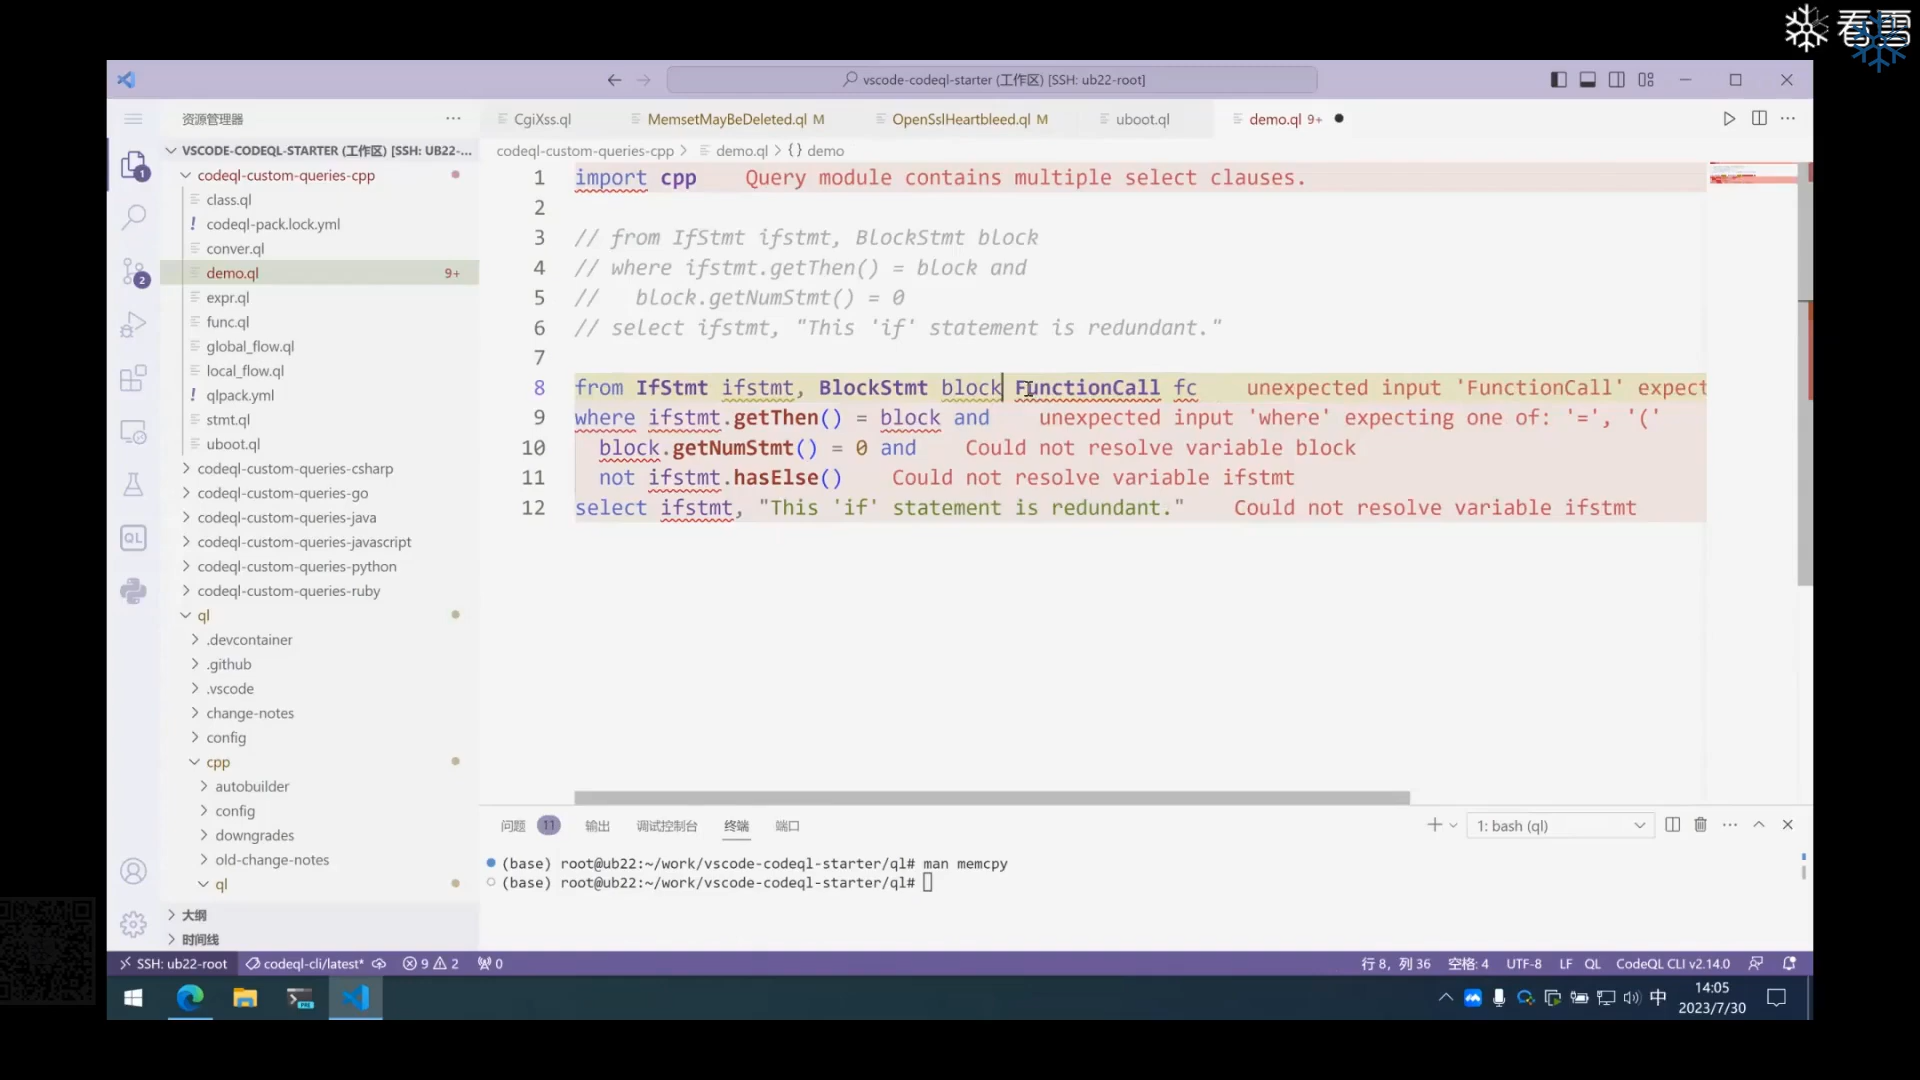 看雪
vscode-codeql-starter (工作区) [SSH: ub22-root]
资源管理器
CgiXss.ql
MemsetMayBeDeleted.ql M
OpenSslHeartbleed.ql M
uboot.ql
demo.ql 9+
VSCODE-CODEQL-STARTER (工作区) [SSH: UB22-...
codeql-custom-queries-cpp > demo.ql > {} demo
codeql-custom-queries-cpp
class.ql
! codeql-pack.lock.yml
conver.ql
demo.ql 9+
expr.ql
func.ql
global_flow.ql
local_flow.ql
! qlpack.yml
stmt.ql
uboot.ql
codeql-custom-queries-csharp
codeql-custom-queries-go
codeql-custom-queries-java
codeql-custom-queries-javascript
codeql-custom-queries-python
codeql-custom-queries-ruby
ql
.devcontainer
.github
.vscode
change-notes
config
cpp
autobuilder
config
downgrades
old-change-notes
ql
大纲
时间线
1
2
QL
1 import cpp Query module contains multiple select clauses.
2
3 // from IfStmt ifstmt, BlockStmt block
4 // where ifstmt.getThen() = block and
5 //   block.getNumStmt() = 0
6 // select ifstmt, "This 'if' statement is redundant."
7
8 from IfStmt ifstmt, BlockStmt block FunctionCall fc unexpected input 'FunctionCall' expect
9 where ifstmt.getThen() = block and unexpected input 'where' expecting one of: '=', '('
10   block.getNumStmt() = 0 and Could not resolve variable block
11   not ifstmt.hasElse() Could not resolve variable ifstmt
12 select ifstmt, "This 'if' statement is redundant." Could not resolve variable ifstmt
问题 11 输出 调试控制台 终端 端口
1: bash (ql)
(base) root@ub22:~/work/vscode-codeql-starter/ql# man memcpy
(base) root@ub22:~/work/vscode-codeql-starter/ql#
SSH: ub22-root codeql-cli/latest* 9 2 0
行 8，列 36 空格: 4 UTF-8 LF QL CodeQL CLI v2.14.0
中
14:05
2023/7/30